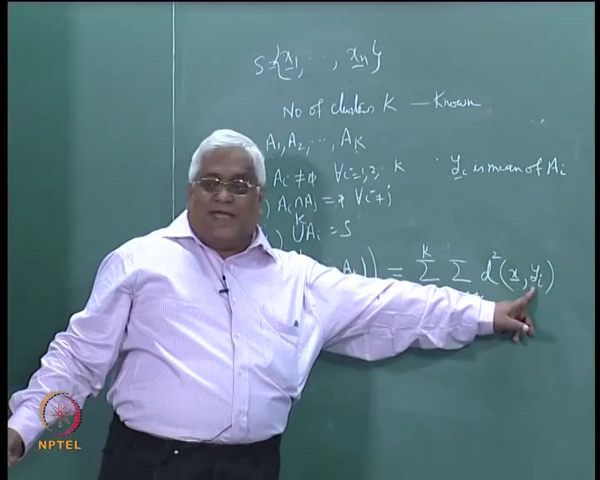 S = {x1, ..., xn}
No of clusters K — Known
A1, A2, ..., AK
Ai ≠ φ ∀ i = 1, 2, .. K
yi is mean of Ai
) Ai ∩ Aj = φ ∀ i ≠ j
) K ∪ Ai = S
A )) = K Σ Σ d²(x, yi)
NPTEL